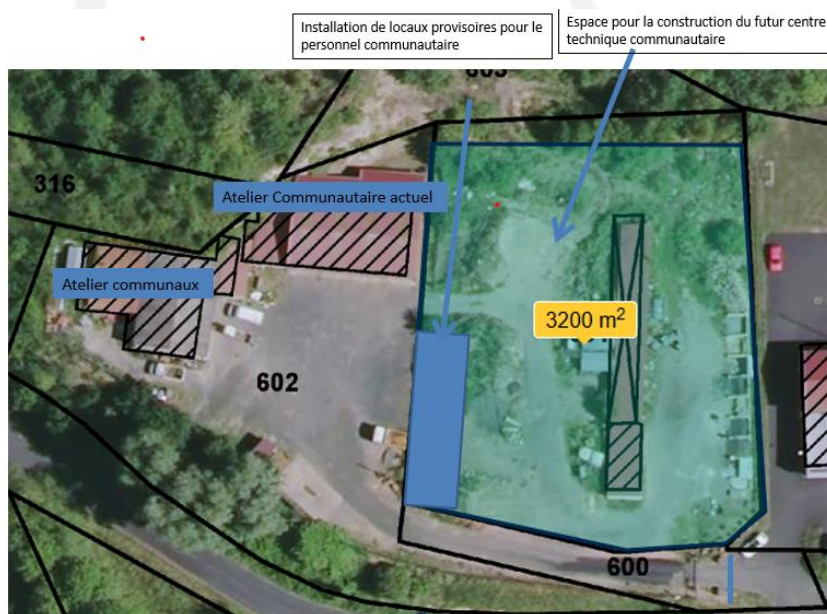 Installation de locaux provisoires pour le
personnel communautaire
Espace pour la construction du futur centre
technique communautaire
603
316
Atelier Communautaire actuel
Atelier communaux
3200 m²
602
600